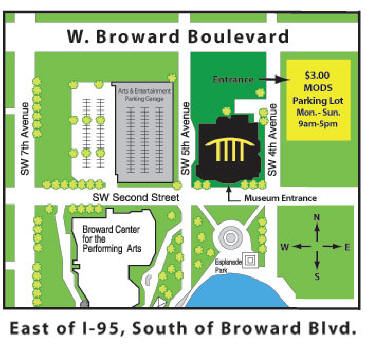 W. Broward Boulevard
Arts & Entertainment
Parking Garage
Entrance
$3.00
MODS
Parking Lot
Mon.- Sun.
9am-5pm
SW 7th Avenue
SW 5th Avenue
SW 4th Avenue
SW Second Street
Museum Entrance
Broward Center
for the
Performing Arts
Esplanade
Park
N
W
E
S
East of I-95, South of Broward Blvd.